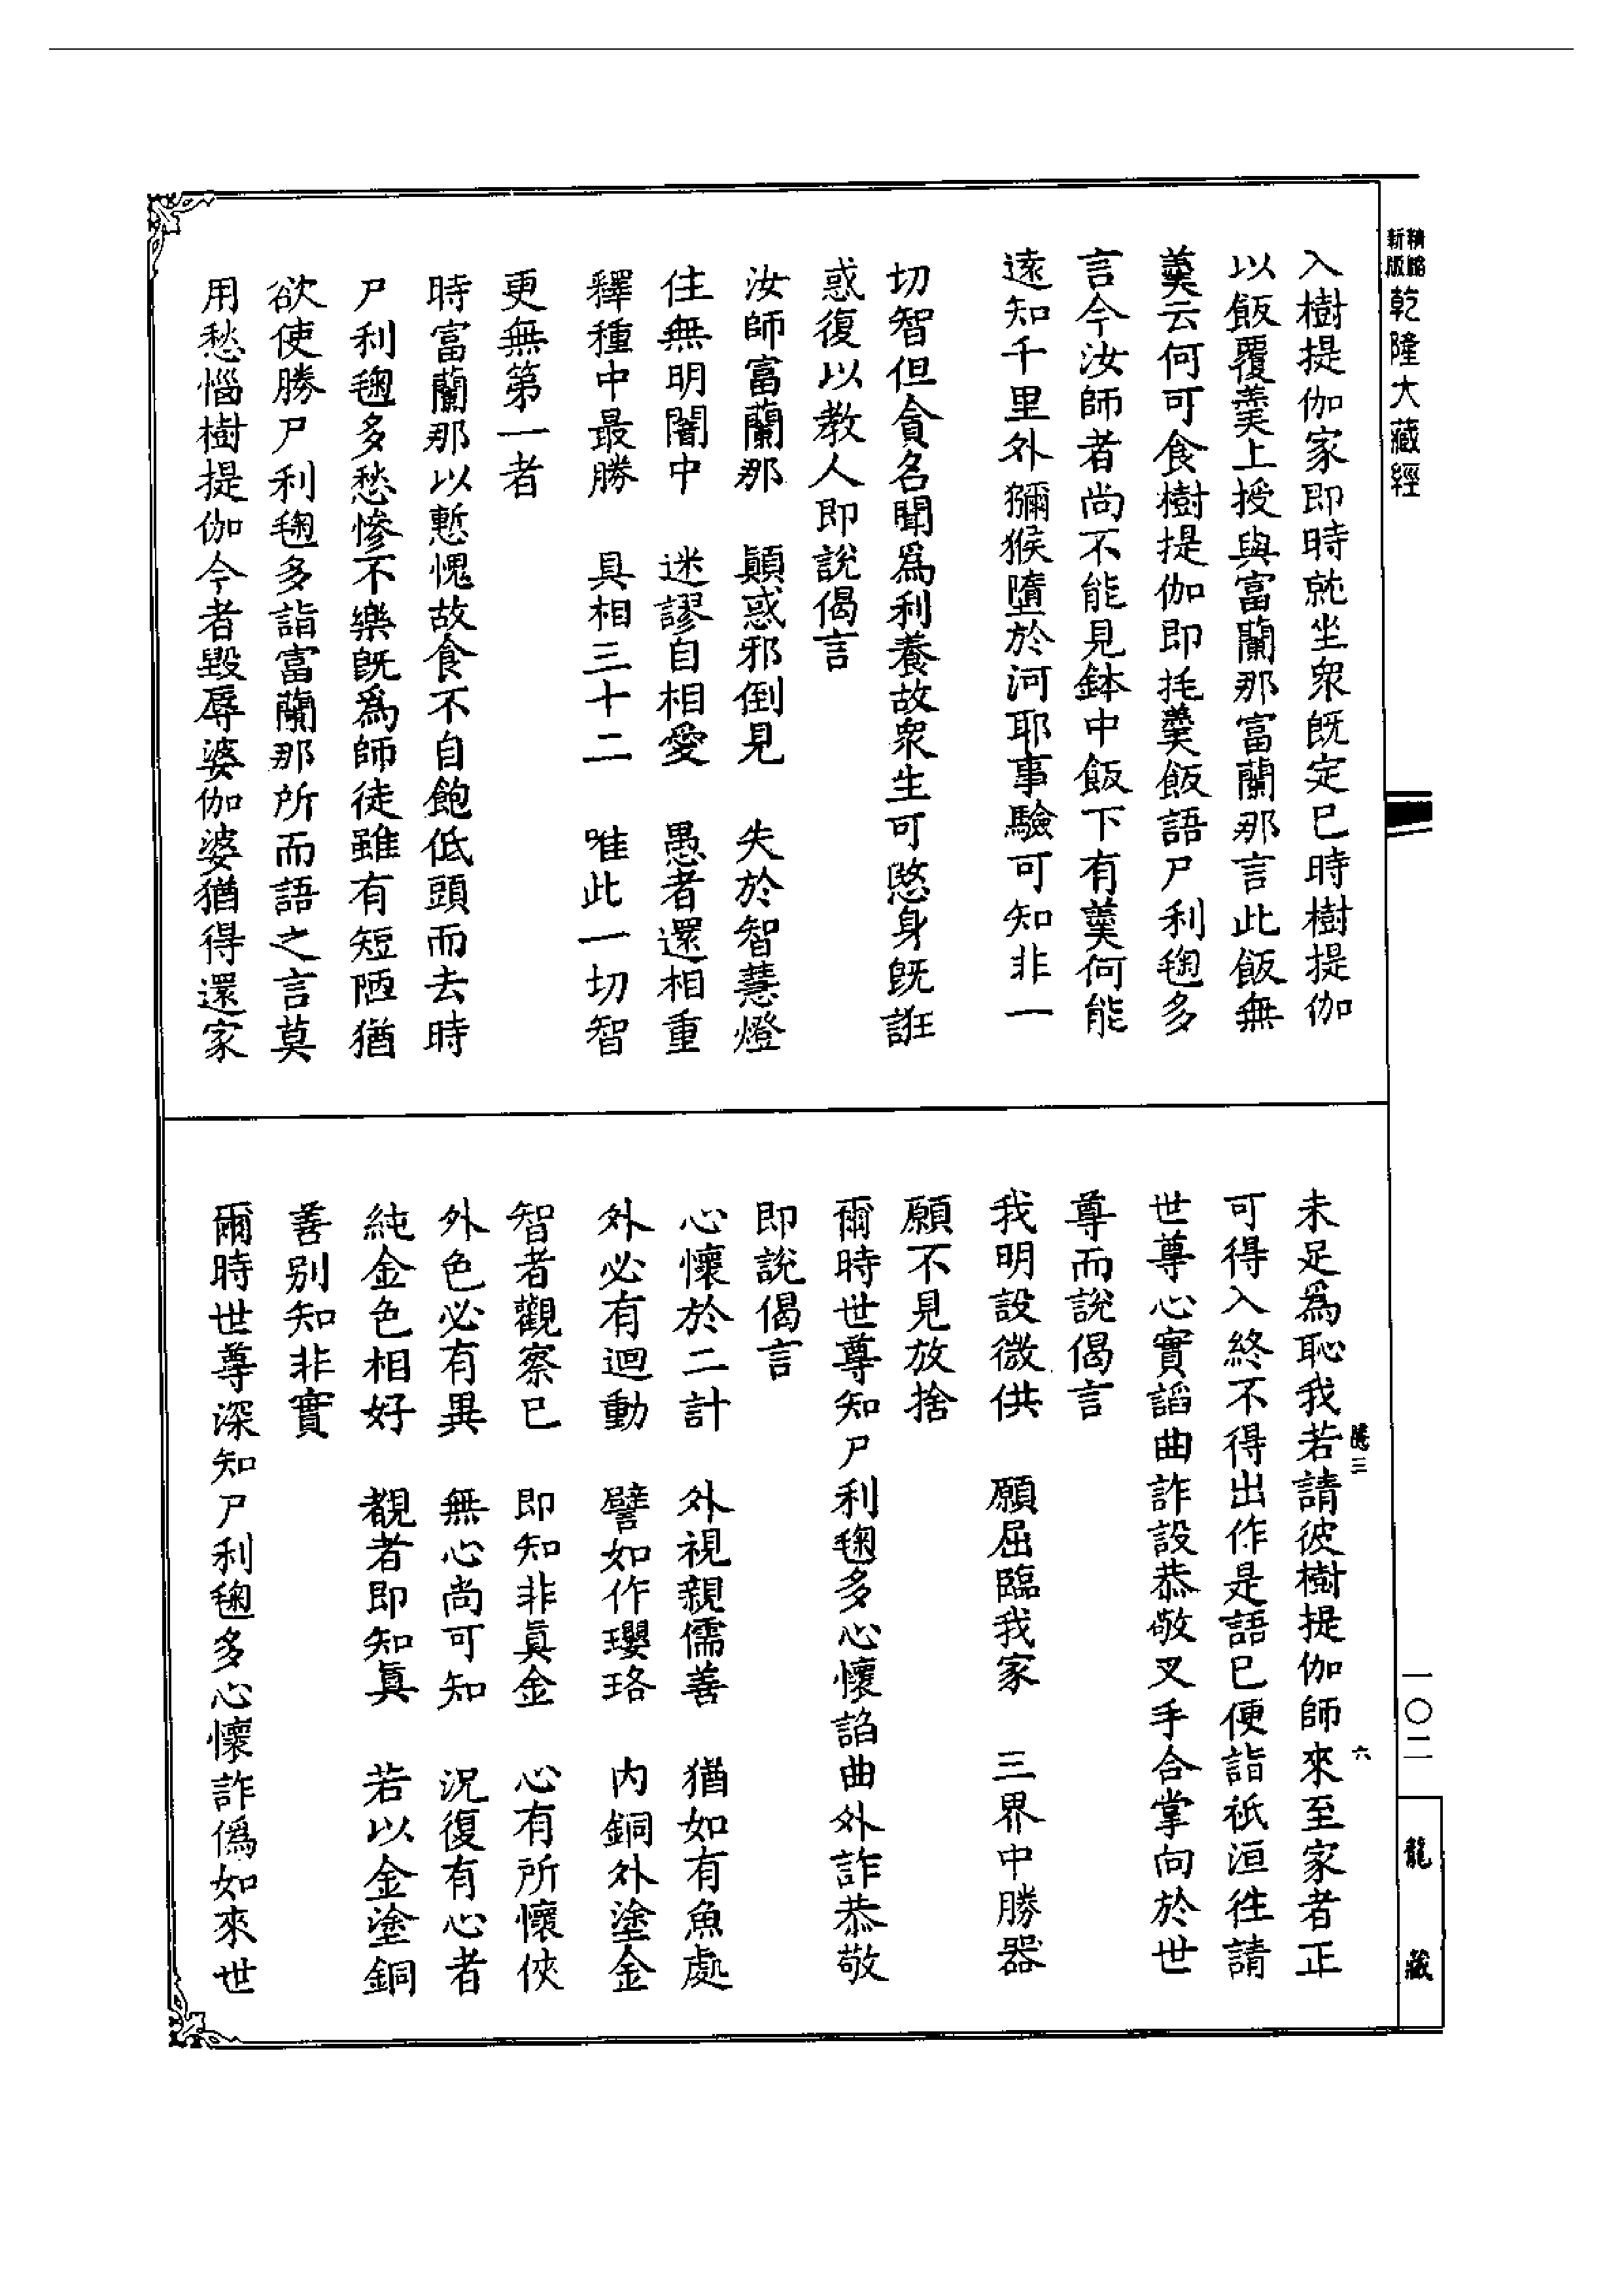 新版精縮乾隆大藏經
入樹提伽家即時就坐衆既定已時樹提伽
以飯覆羹上授與富蘭那富蘭那言此飯無
羹云何可食樹提伽即㧌羹飯語尸利毱多
言今汝師者尚不能見鉢中飯下有羹何能
遠知千里外獼猴墮於河耶事驗可知非一
切智但貪名聞爲利養故衆生可愍身既誑
惑復以教人即說偈言
汝師富蘭那　顛惑邪倒見　失於智慧燈
住無明闇中　迷謬自相愛　愚者還相重
釋種中最勝　具相三十二　唯此一切智
更無第一者
時富蘭那以慙愧故食不自飽低頭而去時
尸利毱多愁慘不樂既爲師徒雖有短陋猶
欲使勝尸利毱多詣富蘭那所而語之言莫
用愁惱樹提伽今者毀辱婆伽婆猶得還家
未足爲恥我若請彼樹提伽師來至家者正
可得入終不得出作是語已便詣祇洹往請
世尊心實謟曲詐設恭敬叉手合掌向於世
尊而說偈言
我明設微供　願屈臨我家　三界中勝器
願不見放捨
爾時世尊知尸利毱多心懷諂曲外詐恭敬
即說偈言
心懷於二計　外視親儒善　猶如有魚處
外必有迴動　譬如作瓔珞　内銅外塗金
智者觀察已　即知非眞金　心有所懷俠
外色必有異　無心尚可知　況復有心者
純金色相好　覩者即知眞　若以金塗銅
善别知非實
爾時世尊深知尸利毱多心懷詐僞如來世
三
六
一〇二
龍藏